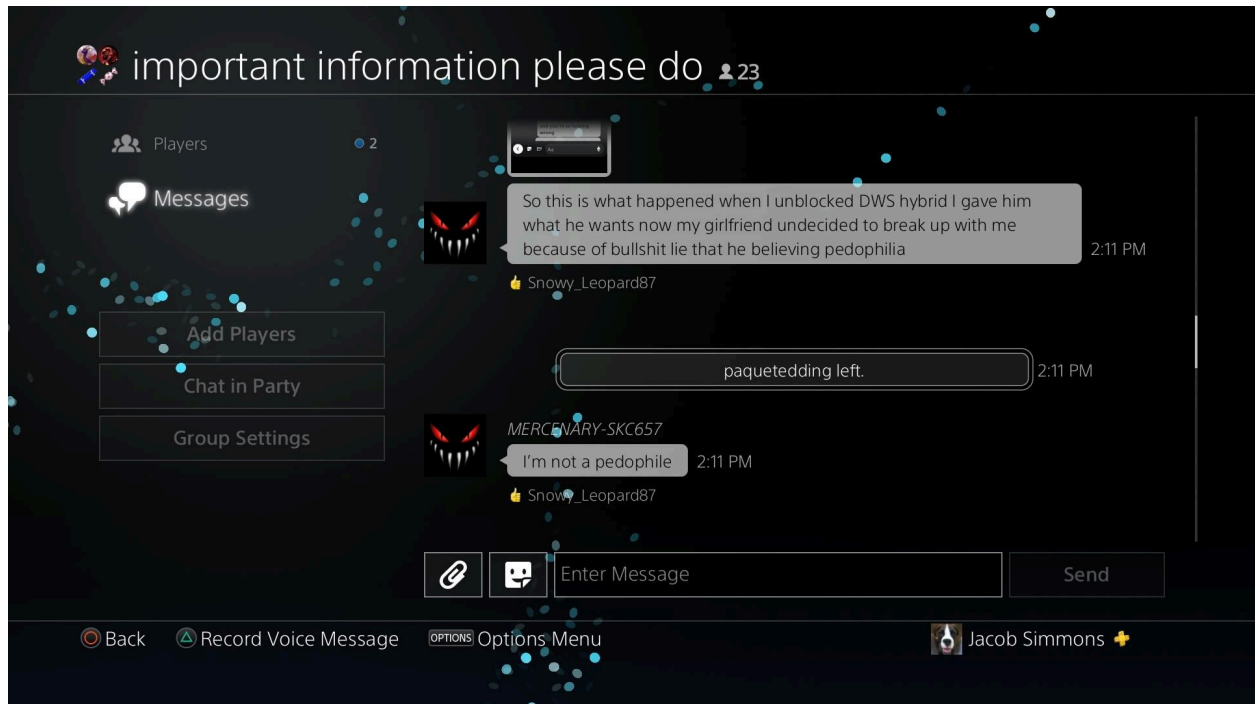 important information please do 23
Players 2
Messages
Add Players
Chat in Party
Group Settings
Aa
So this is what happened when I unblocked DWS hybrid I gave him
what he wants now my girlfriend undecided to break up with me
because of bullshit lie that he believing pedophilia
2:11 PM
Snowy_Leopard87
paquetedding left.
2:11 PM
MERCENARY-SKC657
I'm not a pedophile
2:11 PM
Snowy_Leopard87
Enter Message
Send
Back
Record Voice Message
OPTIONS Options Menu
Jacob Simmons